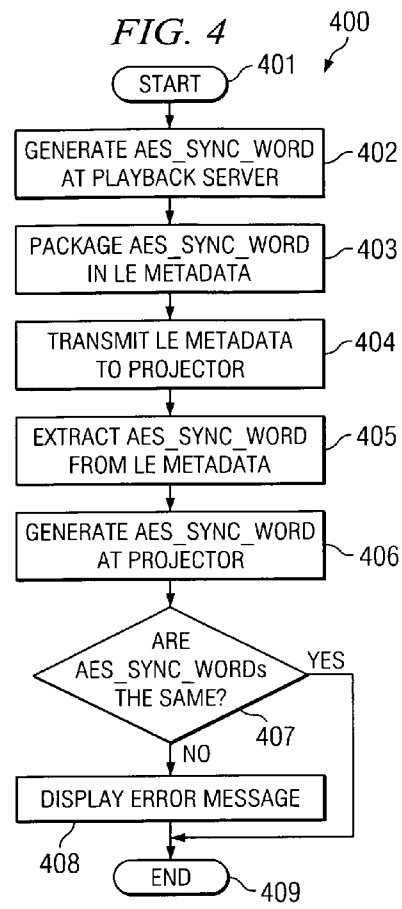 FIG. 4
400
START
401
GENERATE AES_SYNC_WORD
AT PLAYBACK SERVER
402
PACKAGE AES_SYNC_WORD
IN LE METADATA
403
TRANSMIT LE METADATA
TO PROJECTOR
404
EXTRACT AES_SYNC_WORD
FROM LE METADATA
405
GENERATE AES_SYNC_WORD
AT PROJECTOR
406
ARE
AES_SYNC_WORDs
THE SAME?
YES
407
NO
DISPLAY ERROR MESSAGE
408
END
409